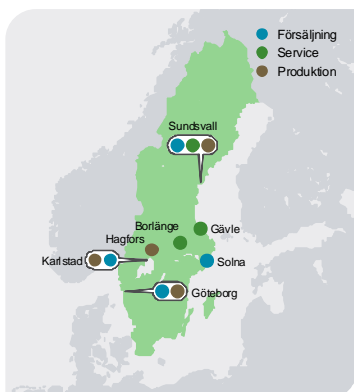 Försäljning
Service
Produktion
Sundsvall
Borlänge
Gävle
Hagfors
Karlstad
Solna
Göteborg